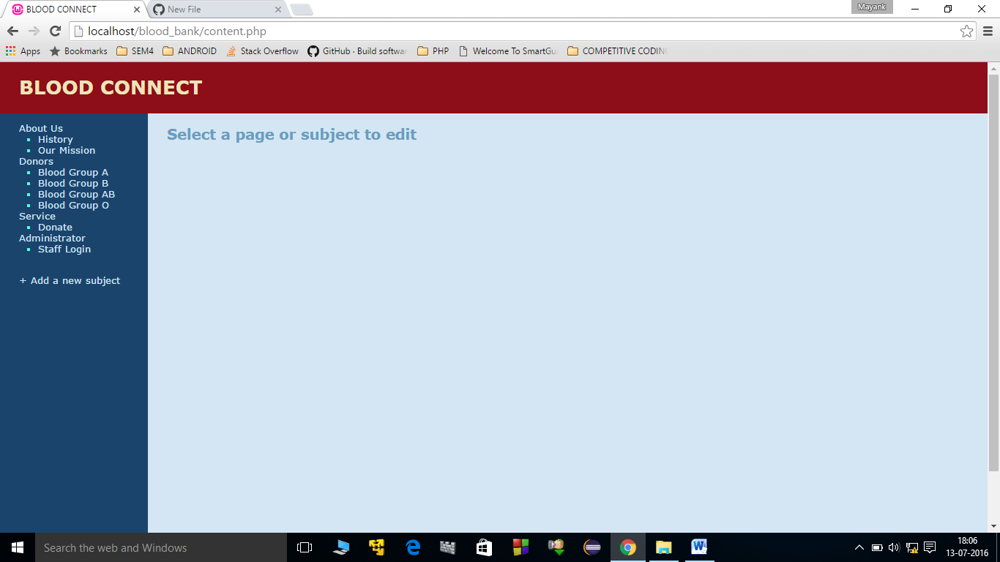 BLOOD CONNECT
New File
Mayank
localhost/blood_bank/content.php
Apps Bookmarks SEM4 ANDROID Stack Overflow GitHub · Build softwar PHP Welcome To SmartGu COMPETITIVE CODING
BLOOD CONNECT
About Us
History
Our Mission
Donors
Blood Group A
Blood Group B
Blood Group AB
Blood Group O
Service
Donate
Administrator
Staff Login
+ Add a new subject
Select a page or subject to edit
Search the web and Windows
18:06
13-07-2016